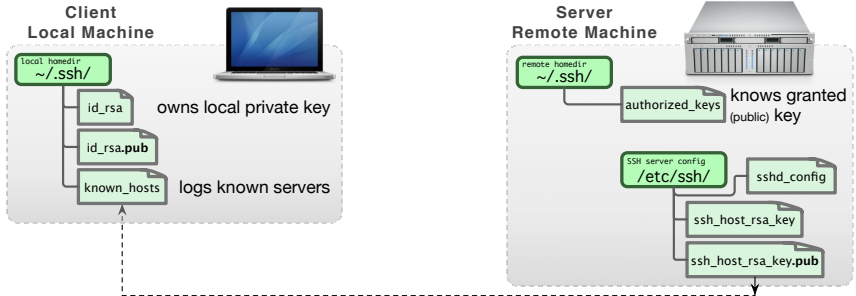 Client
Local Machine
local homedir
~/.ssh/
id_rsa
owns local private key
id_rsa.pub
known_hosts
logs known servers
Server
Remote Machine
remote homedir
~/.ssh/
authorized_keys
knows granted
(public) key
SSH server config
/etc/ssh/
sshd_config
ssh_host_rsa_key
ssh_host_rsa_key.pub